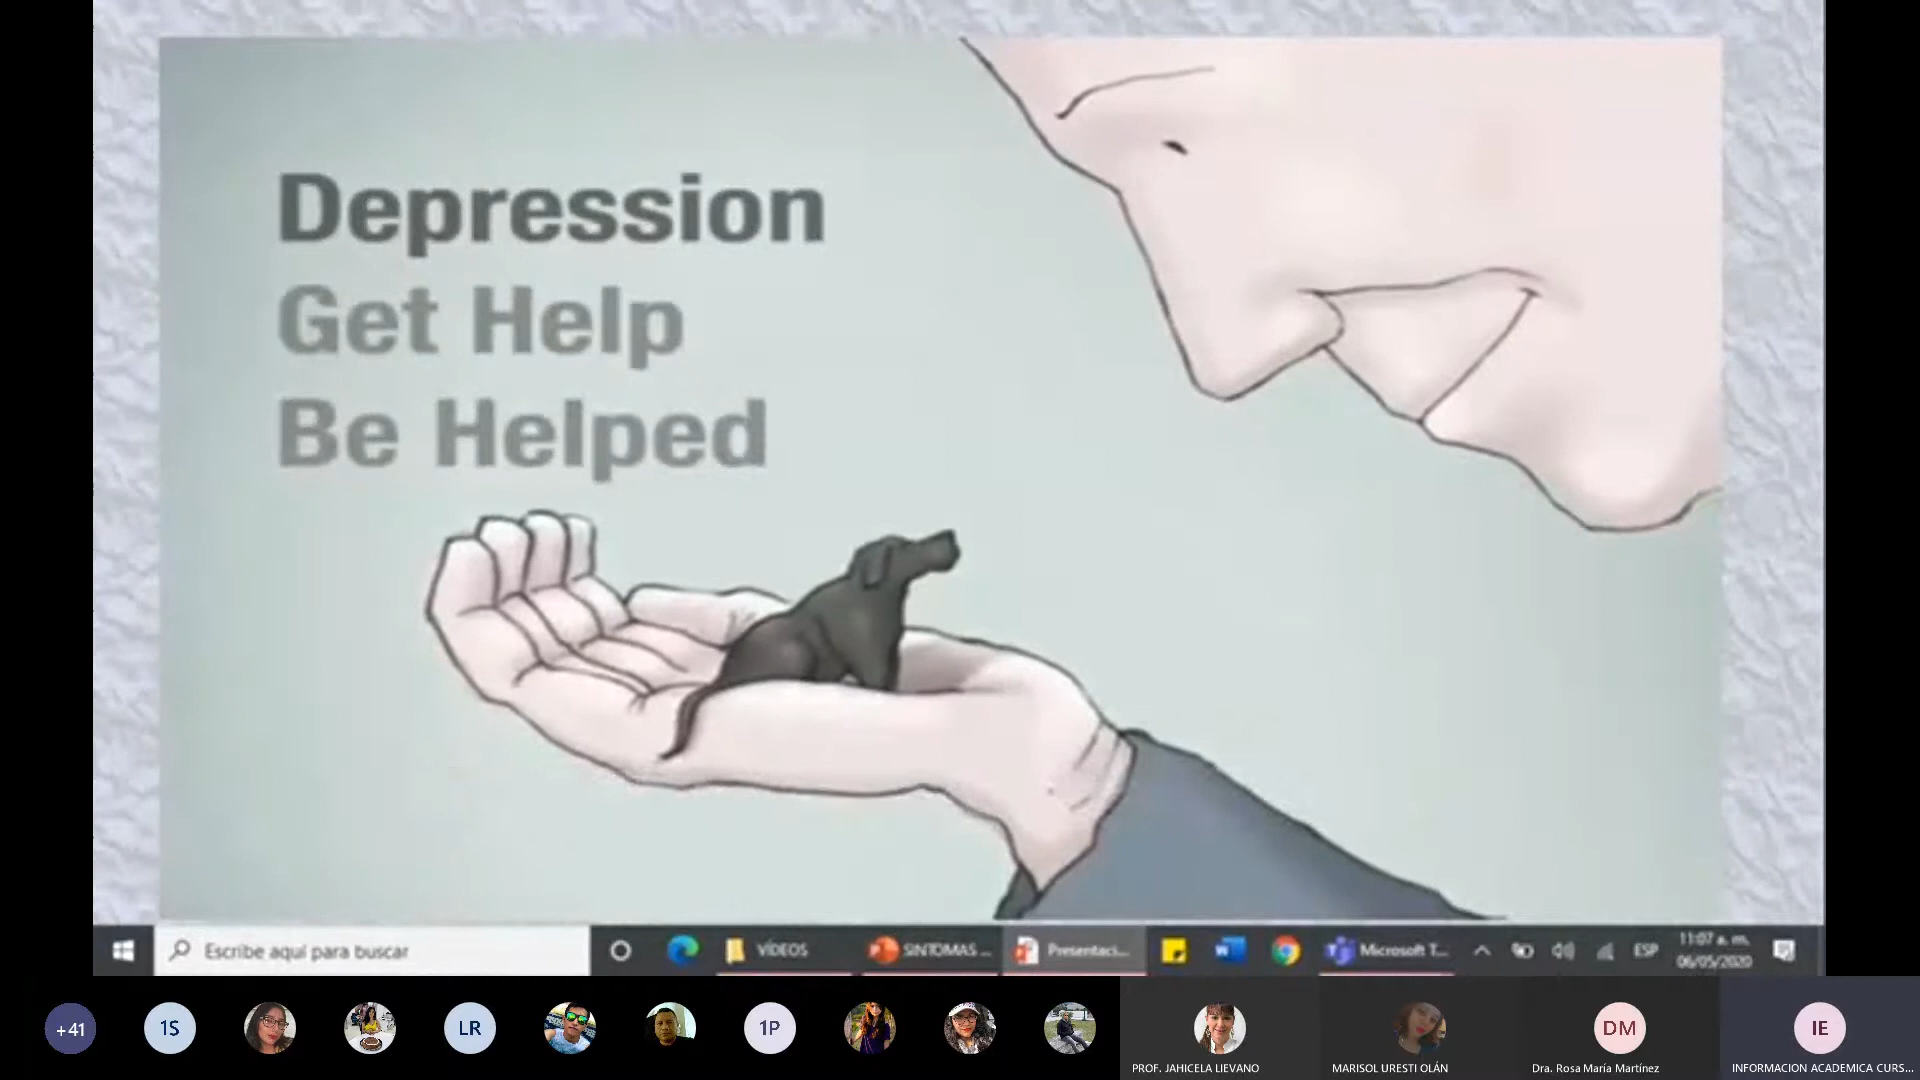 Depression
Get Help
Be Helped
Escribe aquí para buscar
VÍDEOS
SINTOMAS ...
Presentaci...
Microsoft T...
ESP
11:07 a. m.
06/05/2020
+41
1S
LR
1P
DM
IE
PROF. JAHICELA LIEVANO
MARISOL URESTI OLÁN
Dra. Rosa María Martínez
INFORMACION ACADEMICA CURS...